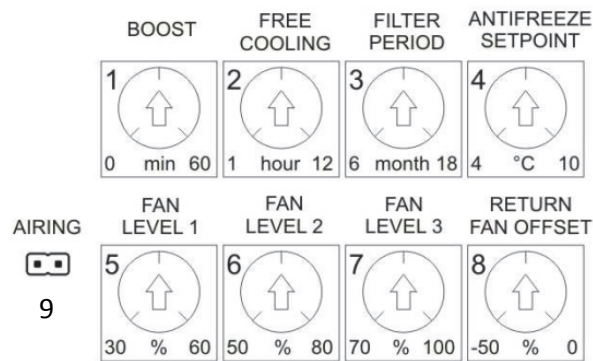 BOOST FREE COOLING FILTER PERIOD ANTIFREEZE SETPOINT
1 2 3 4
0 min 60 1 hour 12 6 month 18 4 °C 10
AIRING FAN LEVEL 1 FAN LEVEL 2 FAN LEVEL 3 RETURN FAN OFFSET
5 6 7 8
9
30 % 60 50 % 80 70 % 100 -50 % 0